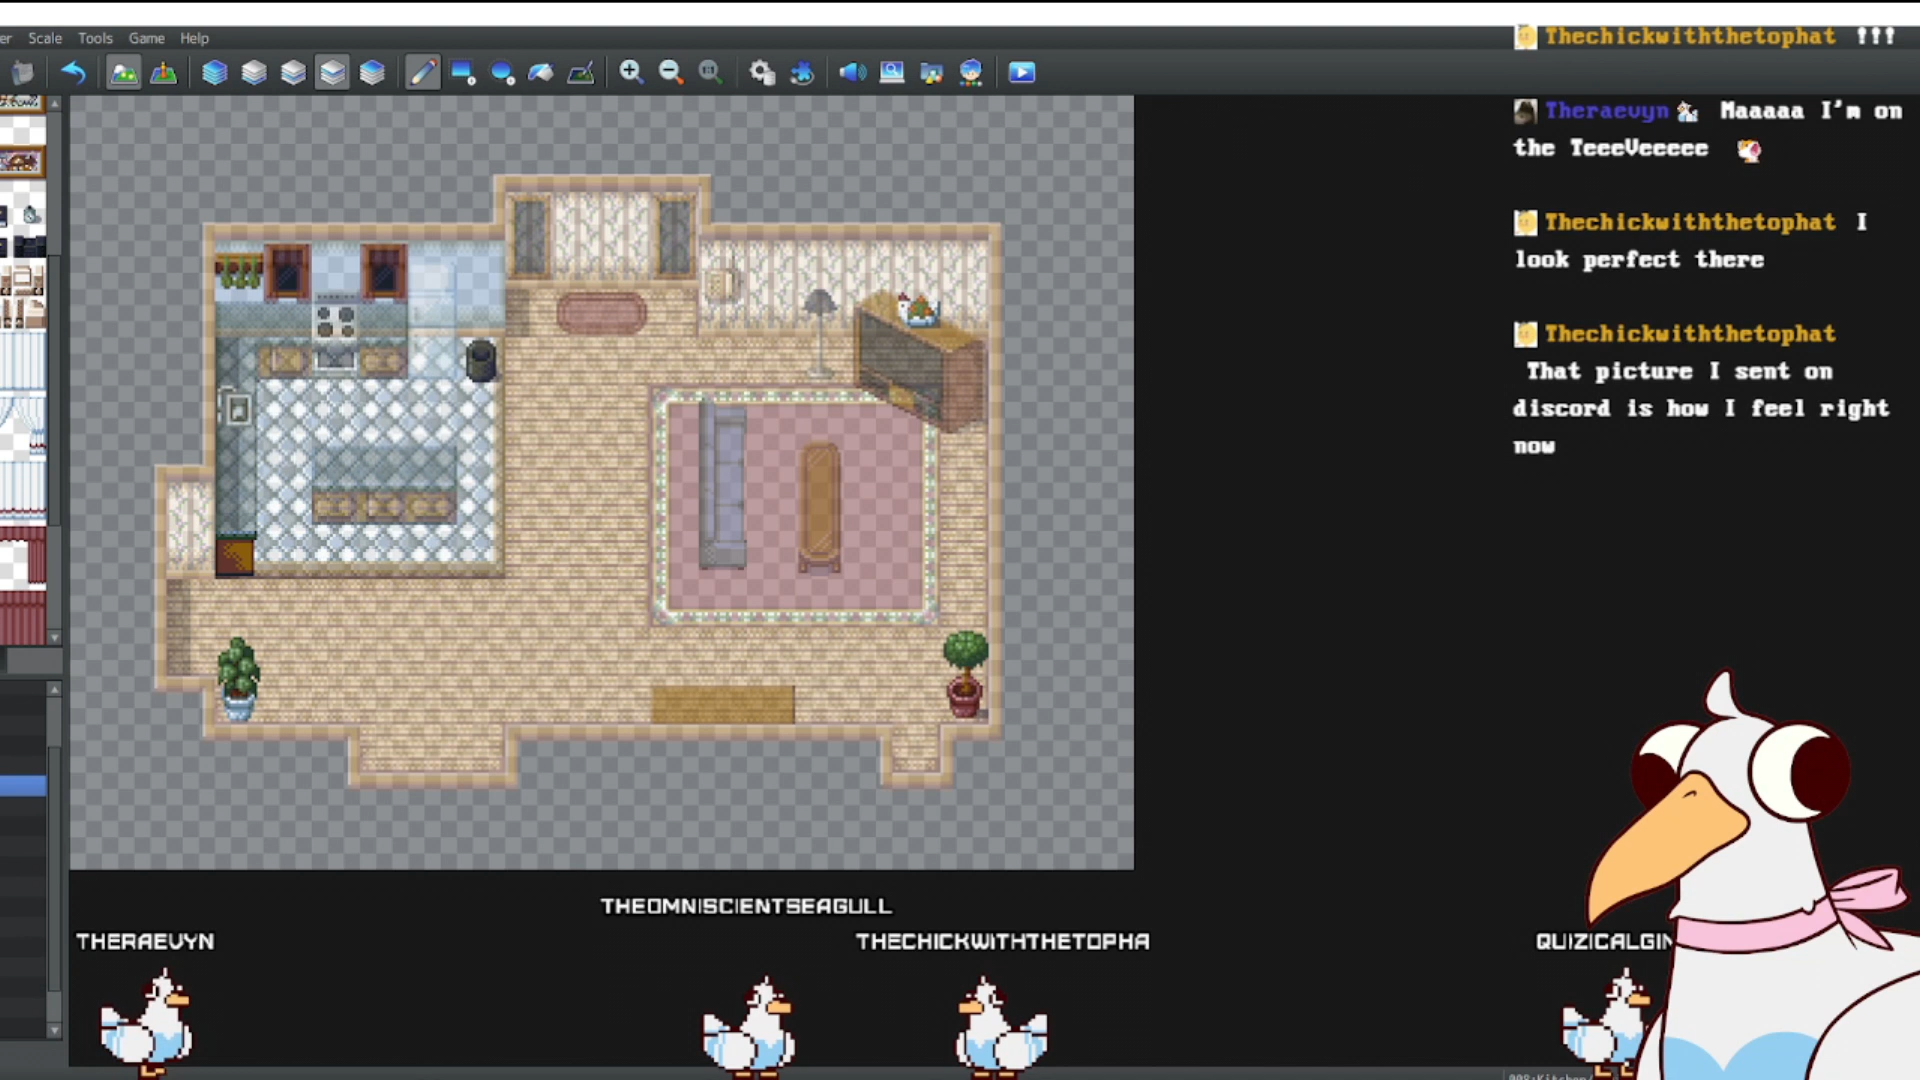 er Scale Tools Game Help
Thechickwiththetophat !!!
Theraevyn Maaaaa I'm on
the TeeeVeeeee
Thechickwiththetophat I
look perfect there
Thechickwiththetophat
That picture I sent on
discord is how I feel right
now
THEOMNISCIENTSEAGULL
THERAEVYN
THECHICKWITHTHETOPHA
QUIZICALGIN